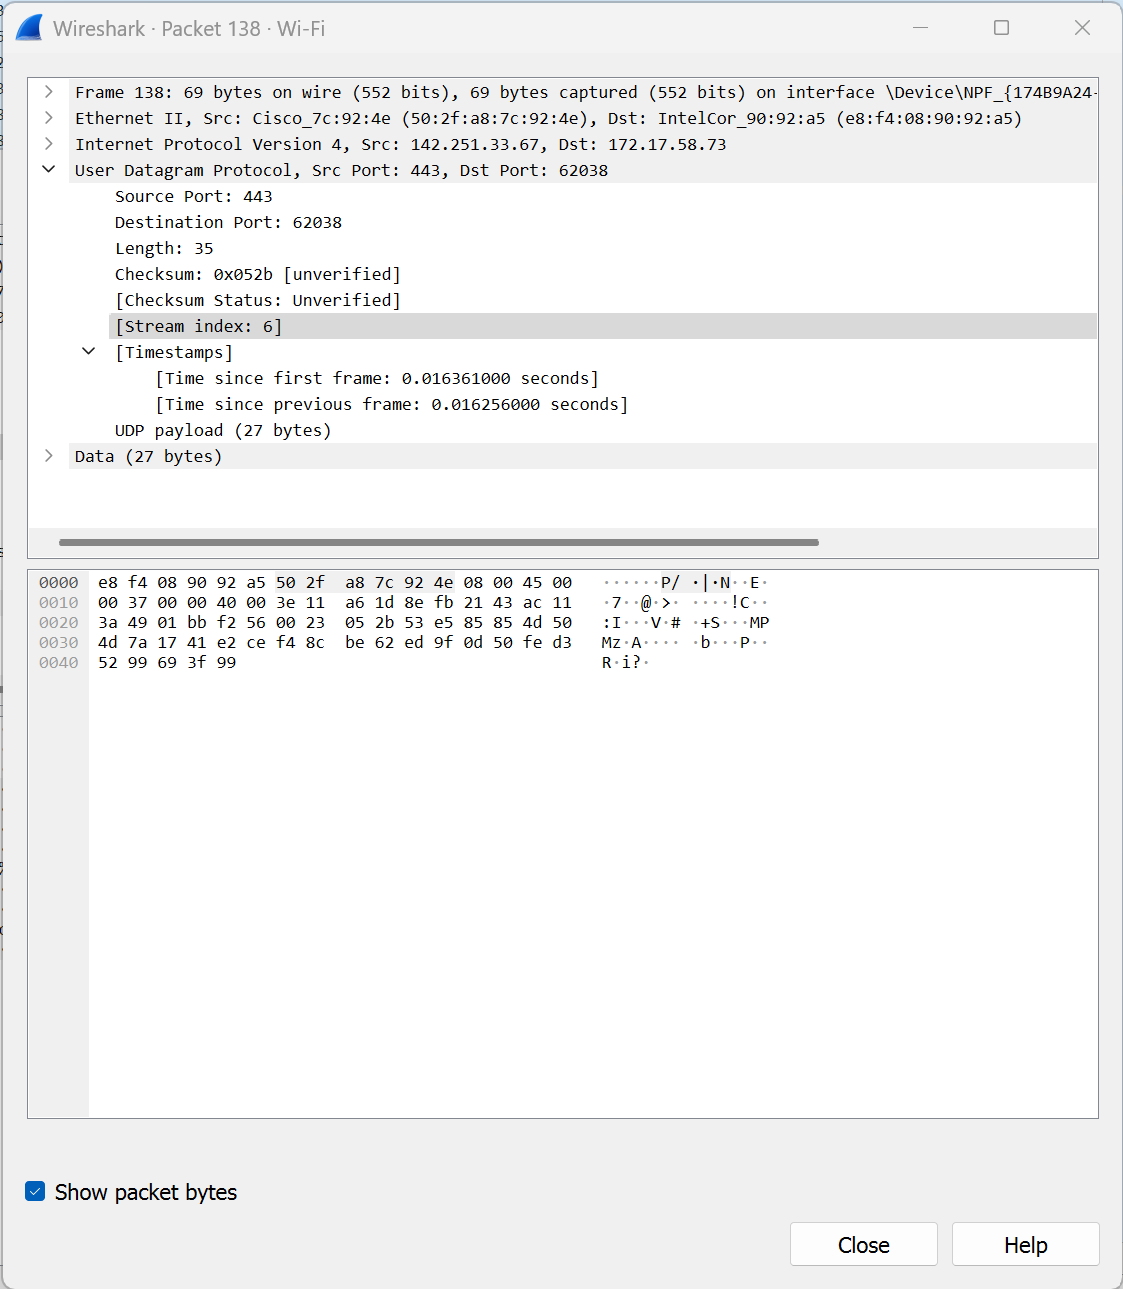 Wireshark · Packet 138 · Wi-Fi
Frame 138: 69 bytes on wire (552 bits), 69 bytes captured (552 bits) on interface \Device\NPF_{174B9A24-
Ethernet II, Src: Cisco_7c:92:4e (50:2f:a8:7c:92:4e), Dst: IntelCor_90:92:a5 (e8:f4:08:90:92:a5)
Internet Protocol Version 4, Src: 142.251.33.67, Dst: 172.17.58.73
User Datagram Protocol, Src Port: 443, Dst Port: 62038
Source Port: 443
Destination Port: 62038
Length: 35
Checksum: 0x052b [unverified]
[Checksum Status: Unverified]
[Stream index: 6]
[Timestamps]
[Time since first frame: 0.016361000 seconds]
[Time since previous frame: 0.016256000 seconds]
UDP payload (27 bytes)
Data (27 bytes)
0000 e8 f4 08 90 92 a5 50 2f a8 7c 92 4e 08 00 45 00 ······P/ ·|·N··E·
0010 00 37 00 00 40 00 3e 11 a6 1d 8e fb 21 43 ac 11 ·7··@·>· ····!C··
0020 3a 49 01 bb f2 56 00 23 05 2b 53 e5 85 85 4d 50 :I···V·# ·+S···MP
0030 4d 7a 17 41 e2 ce f4 8c be 62 ed 9f 0d 50 fe d3 Mz·A···· ·b···P··
0040 52 99 69 3f 99 R·i?·
Show packet bytes
Close
Help